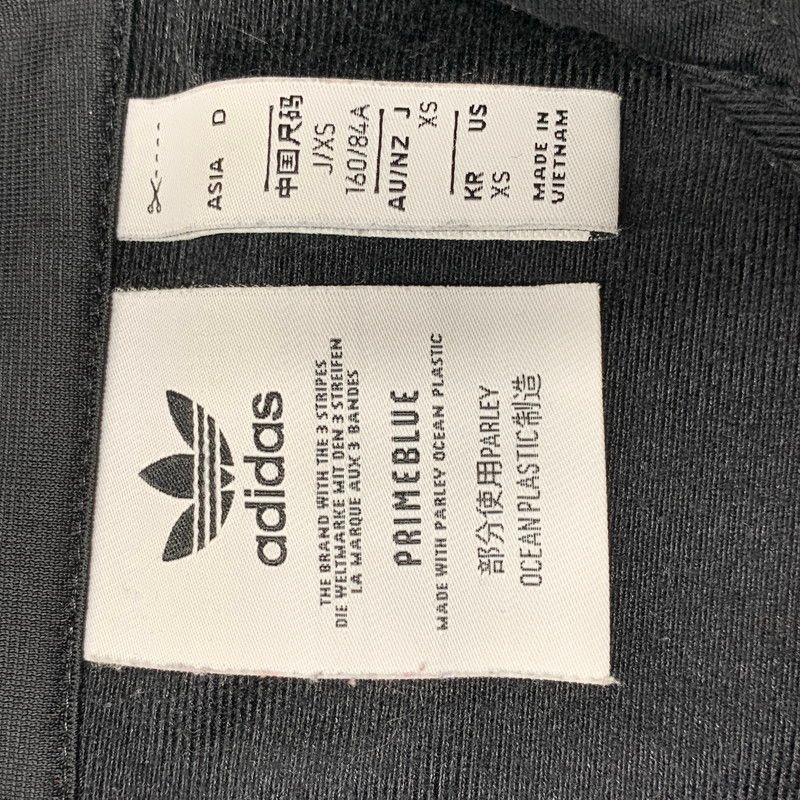 ASIA D
中国尺码
J/XS
160/84A
AU/NZ J
XS
KR US
XS
MADE IN
VIETNAM
adidas
THE BRAND WITH THE 3 STRIPES
DIE WELTMARKE MIT DEN 3 STREIFEN
LA MARQUE AUX 3 BANDES
PRIMEBLUE
MADE WITH PARLEY OCEAN PLASTIC
部分使用PARLEY
OCEAN PLASTIC制造